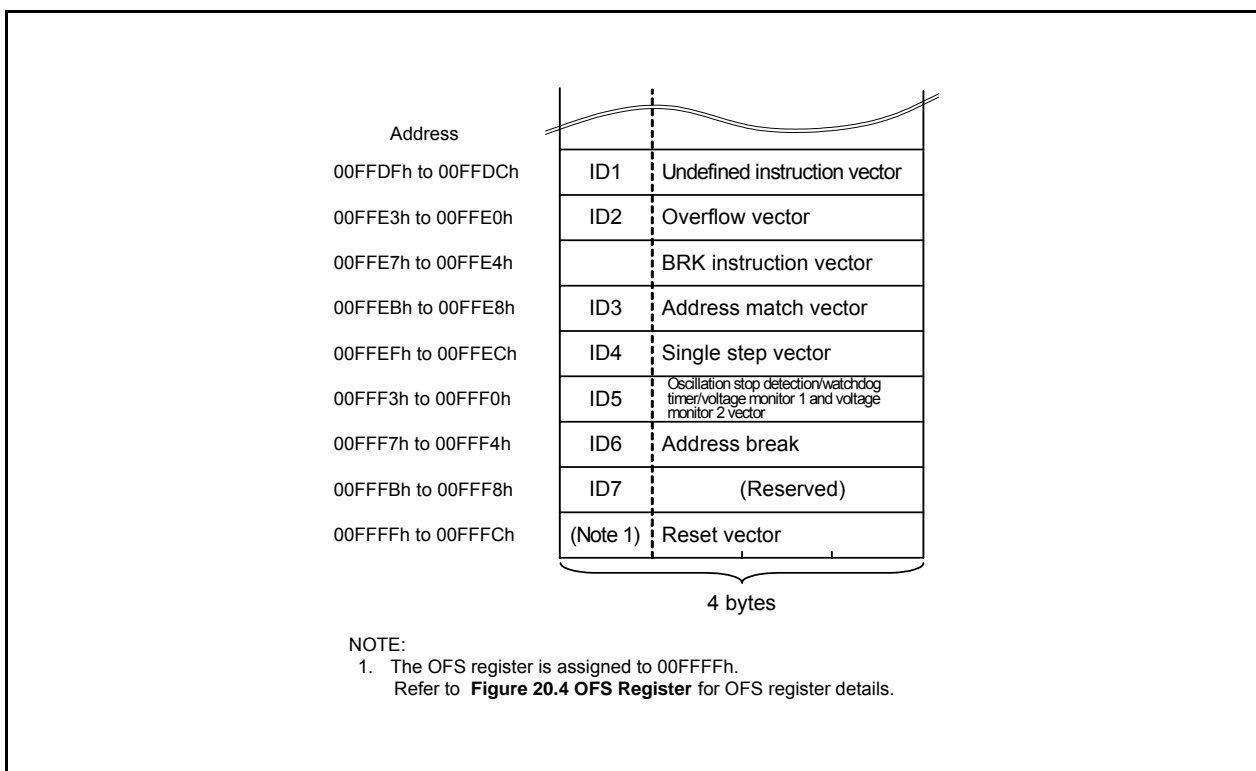 Address
00FFDFh to 00FFDCh ID1 Undefined instruction vector
00FFE3h to 00FFE0h ID2 Overflow vector
00FFE7h to 00FFE4h BRK instruction vector
00FFEBh to 00FFE8h ID3 Address match vector
00FFEFh to 00FFECh ID4 Single step vector
00FFF3h to 00FFF0h ID5 Oscillation stop detection/watchdog
timer/voltage monitor 1 and voltage
monitor 2 vector
00FFF7h to 00FFF4h ID6 Address break
00FFFBh to 00FFF8h ID7 (Reserved)
00FFFFh to 00FFFCh (Note 1) Reset vector
4 bytes
NOTE:
1. The OFS register is assigned to 00FFFFh.
Refer to Figure 20.4 OFS Register for OFS register details.